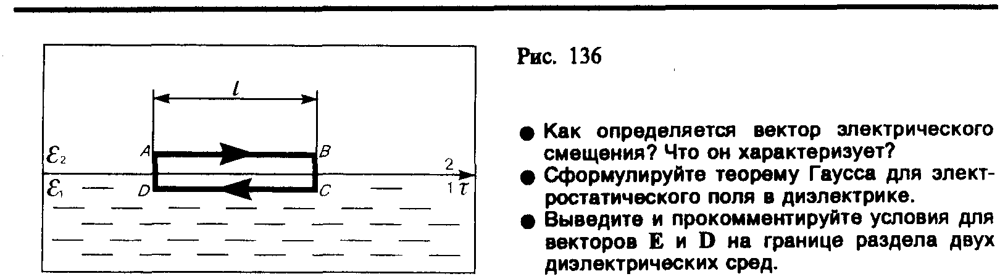 Рис. 136
l
ε₂
A
B
2
ε₁
D
C
1 τ
● Как определяется вектор электрического
смещения? Что он характеризует?
● Сформулируйте теорему Гаусса для элект-
ростатического поля в диэлектрике.
● Выведите и прокомментируйте условия для
векторов E и D на границе раздела двух
диэлектрических сред.